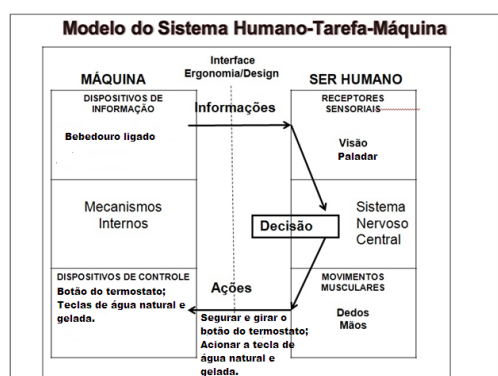 Modelo do Sistema Humano-Tarefa-Máquina
Interface
Ergonomia/Design
MÁQUINA
SER HUMANO
DISPOSITIVOS DE
INFORMAÇÃO
Informações
RECEPTORES
SENSORIAIS
Bebedouro ligado
Visão
Paladar
Mecanismos
Internos
Decisão
Sistema
Nervoso
Central
DISPOSITIVOS DE CONTROLE
Botão do termostato;
Teclas de água natural e
gelada.
Ações
Segurar e girar o
botão do termostato;
Acionar a tecla de
água natural e
gelada.
MOVIMENTOS
MUSCULARES
Dedos
Mãos